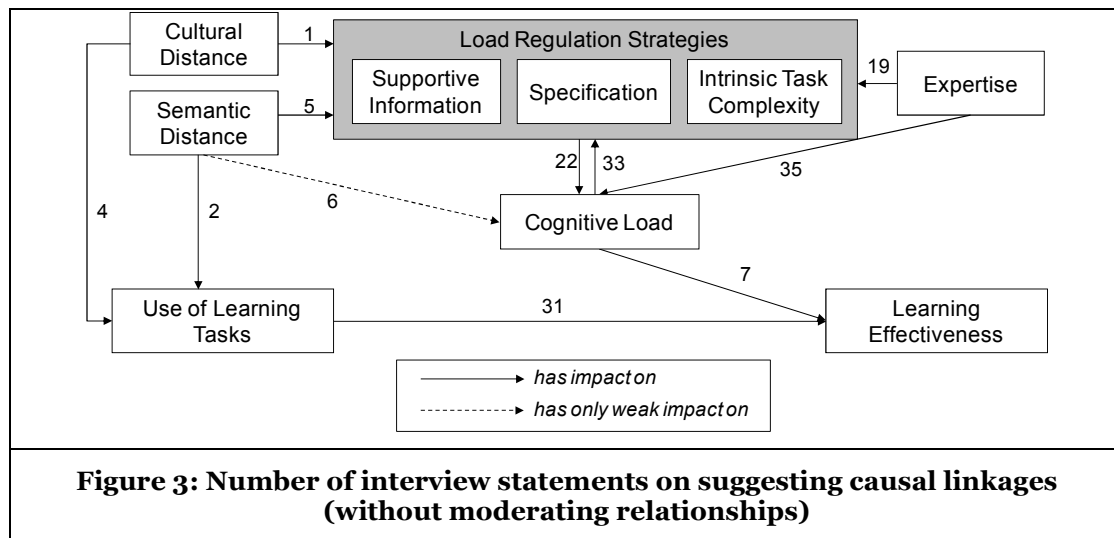 Cultural
Distance
1
Load Regulation Strategies
Supportive
Information
Specification
Intrinsic Task
Complexity
19
Expertise
Semantic
Distance
5
22
33
35
4
2
6
Cognitive Load
7
Use of Learning
Tasks
31
Learning
Effectiveness
has impact on
has only weak impact on
Figure 3: Number of interview statements on suggesting causal linkages
(without moderating relationships)